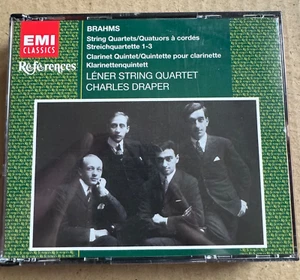 EMI
CLASSICS
Références
BRAHMS
String Quartets/Quatuors à cordes
Streichquartette 1-3
Clarinet Quintet/Quintette pour clarinette
Klarinettenquintett
LÉNER STRING QUARTET
CHARLES DRAPER